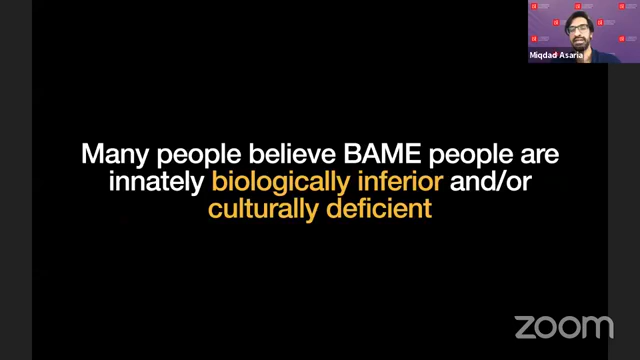 Miqdad Asaria
Many people believe BAME people are
innately biologically inferior and/or
culturally deficient
zoom